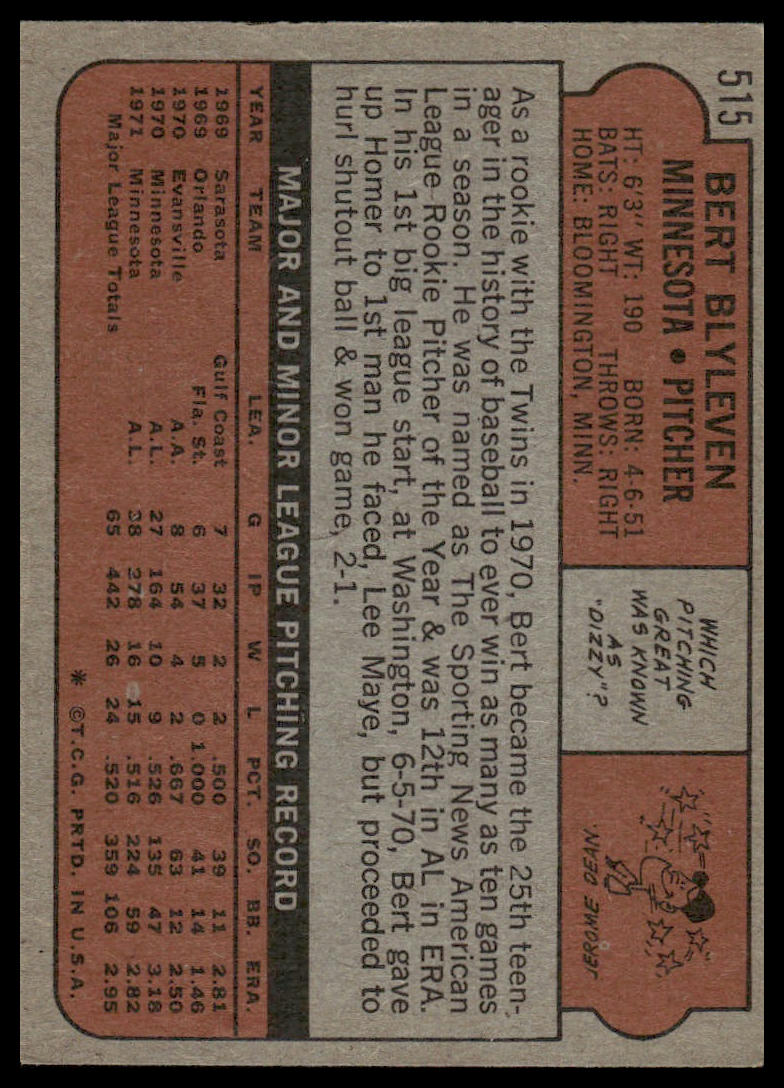 515
BERT BLYLEVEN
MINNESOTA • PITCHER
HT: 6'3" WT: 190 BORN: 4-6-51
BATS: RIGHT THROWS: RIGHT
HOME: BLOOMINGTON, MINN.
WHICH
PITCHING
GREAT
WAS KNOWN
AS
"DIZZY"?
JEROME DEAN.
As a rookie with the Twins in 1970, Bert became the 25th teen-
ager in the history of baseball to ever win as many as ten games
in a season. He was named as The Sporting News American
League Rookie Pitcher of the Year & was 12th in AL in ERA.
In his 1st big league start, at Washington, 6-5-70, Bert gave
up Homer to 1st man he faced, Lee Maye, but proceeded to
hurl shutout ball & won game, 2-1.
MAJOR AND MINOR LEAGUE PITCHING RECORD
YEAR TEAM LEA. G IP W L PCT. SO. BB. ERA.
1969 Sarasota Gulf Coast 7 32 2 2 .500 39 11 2.81
1969 Orlando Fla. St. 6 37 5 0 1.000 41 14 1.46
1970 Evansville A.A. 8 54 4 2 .667 63 12 2.50
1970 Minnesota A.L. 27 164 10 9 .526 135 47 3.18
1971 Minnesota A.L. 38 278 16 15 .516 224 59 2.82
Major League Totals 65 442 26 24 .520 359 106 2.95
* ©T.C.G. PRTD. IN U.S.A.